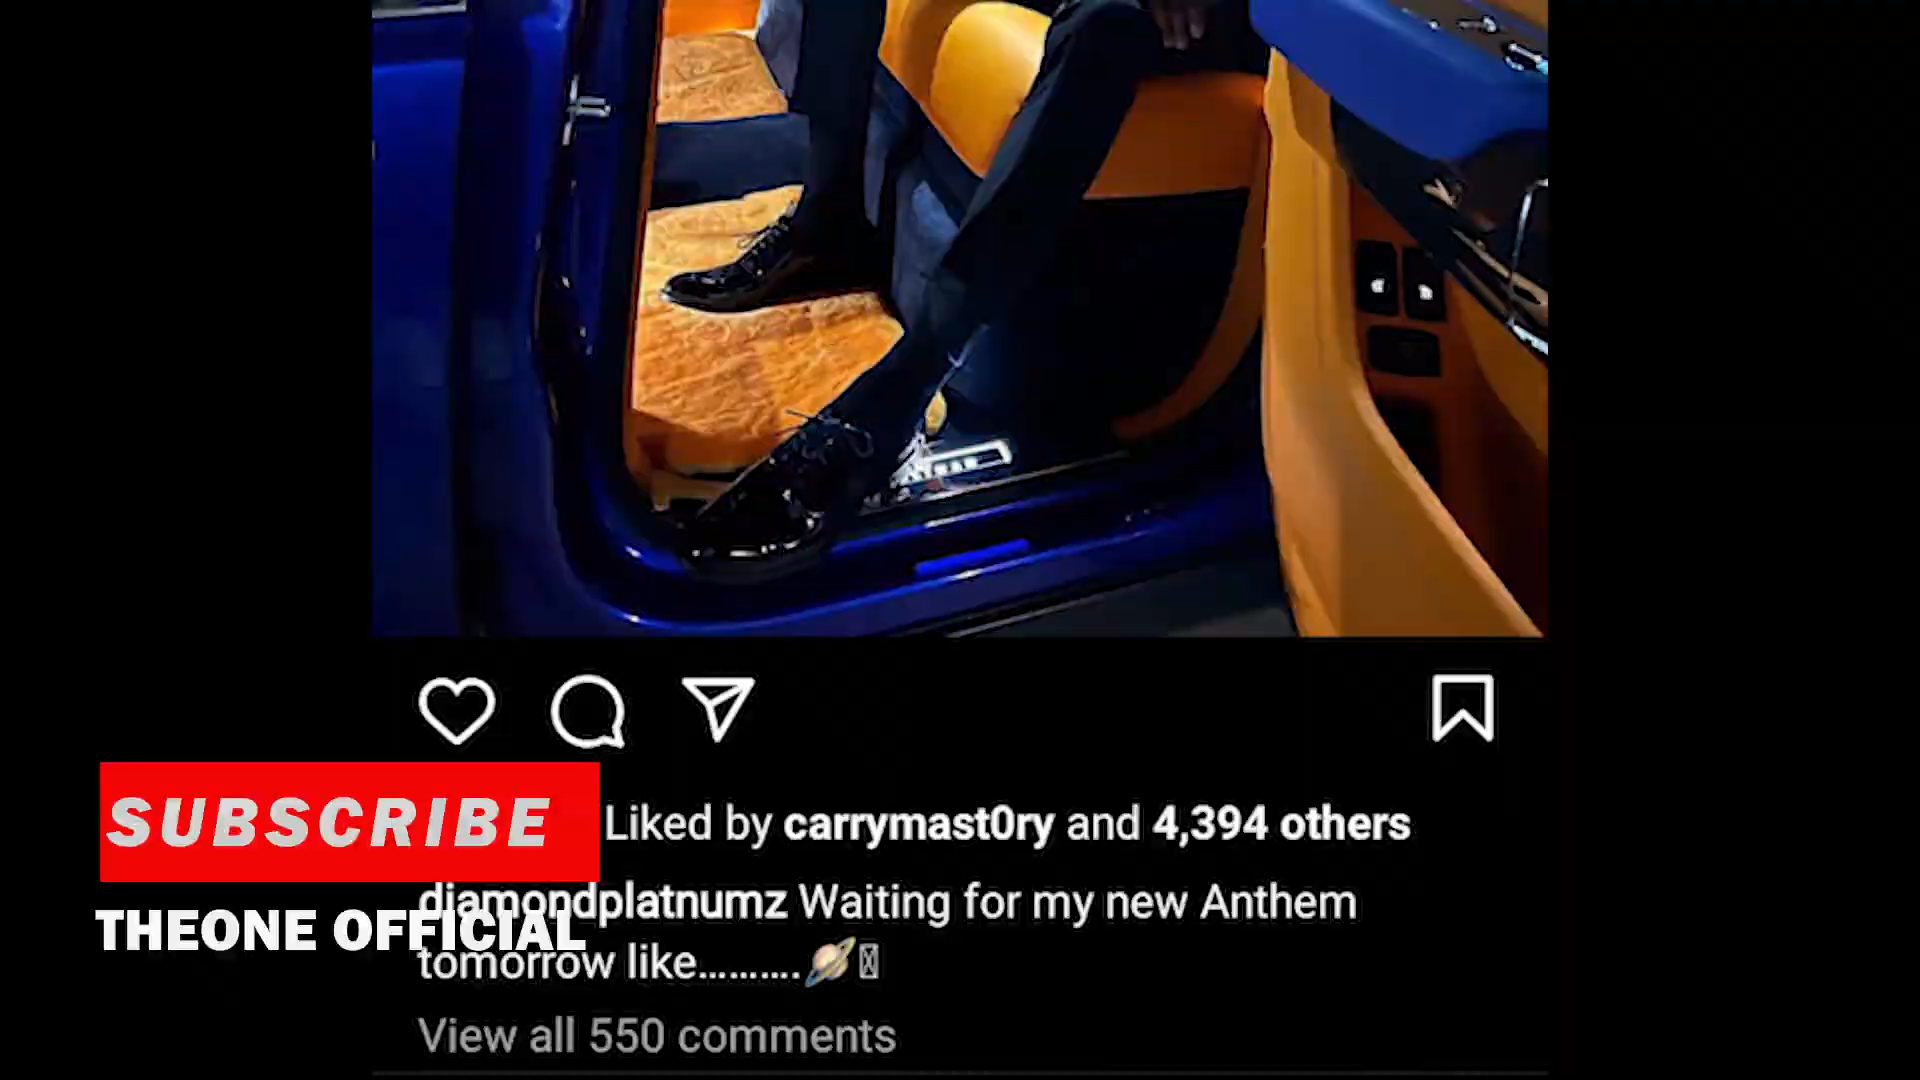 SUBSCRIBE
Liked by carrymast0ry and 4,394 others
THEONE OFFICIAL
diamondplatnumz Waiting for my new Anthem
tomorrow like..........🪐
View all 550 comments